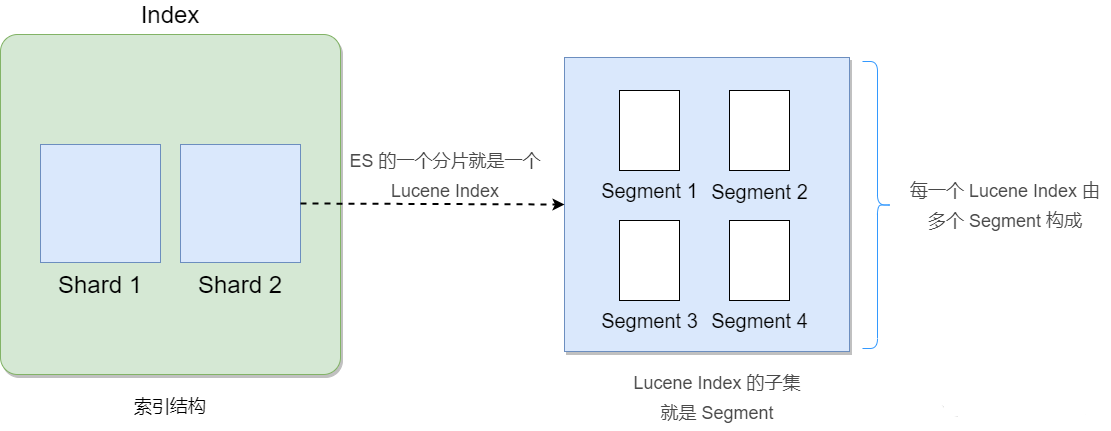 Index
Shard 1
Shard 2
索引结构
ES 的一个分片就是一个
Lucene Index
Segment 1
Segment 2
Segment 3
Segment 4
Lucene Index 的子集
就是 Segment
每一个 Lucene Index 由
多个 Segment 构成